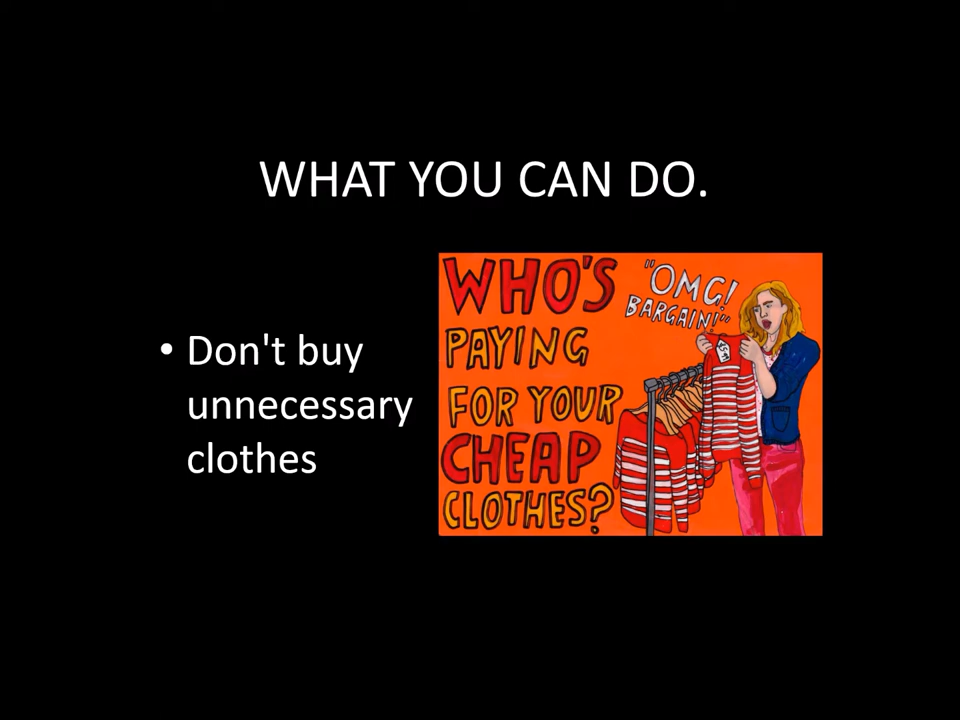 WHAT YOU CAN DO.
• Don't buy
unnecessary
clothes
WHO'S
PAYING
FOR YOUR
CHEAP
CLOTHES?
"OMG!
BARGAIN!"